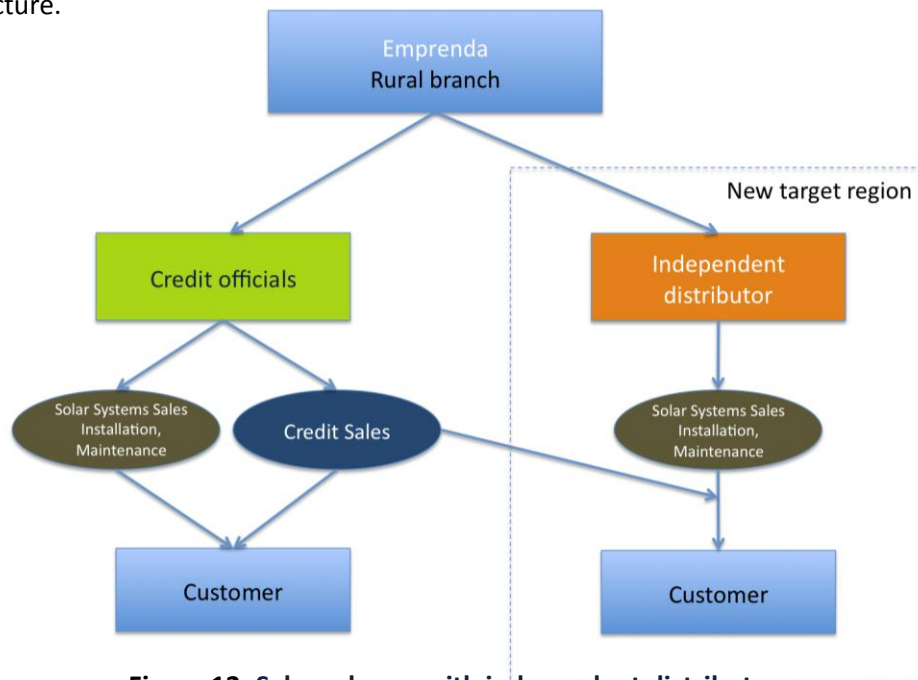 Emprenda
Rural branch
New target region
Credit officials
Independent
distributor
Solar Systems Sales
Installation,
Maintenance
Credit Sales
Solar Systems Sales
Installation,
Maintenance
Customer
Customer